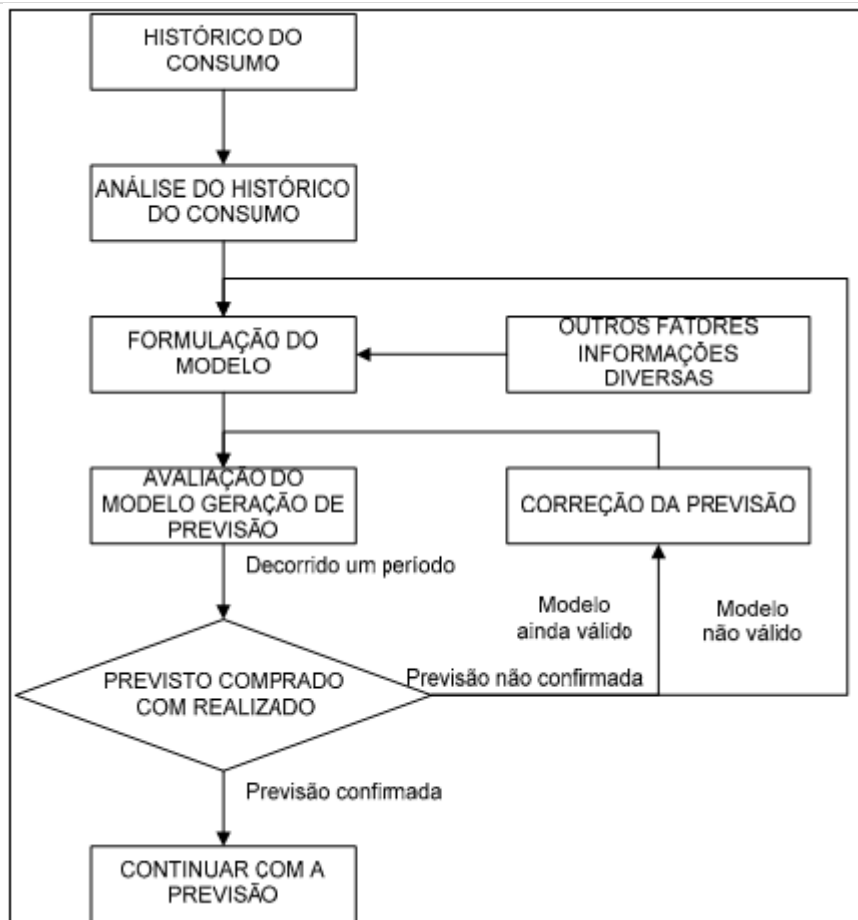 HISTÓRICO DO
CONSUMO
ANÁLISE DO HISTÓRICO
DO CONSUMO
FORMULAÇÃO DO
MODELO
OUTROS FATDRES
INFORMAÇÕES
DIVERSAS
AVALIAÇÃO DO
MODELO GERAÇÃO DE
PREVISÃO
CORREÇÃO DA PREVISÃO
Decorrido um período
Modelo
ainda válido
Modelo
não válido
PREVISTO COMPRADO
COM REALIZADO
Previsão não confirmada
Previsão confirmada
CONTINUAR COM A
PREVISÃO